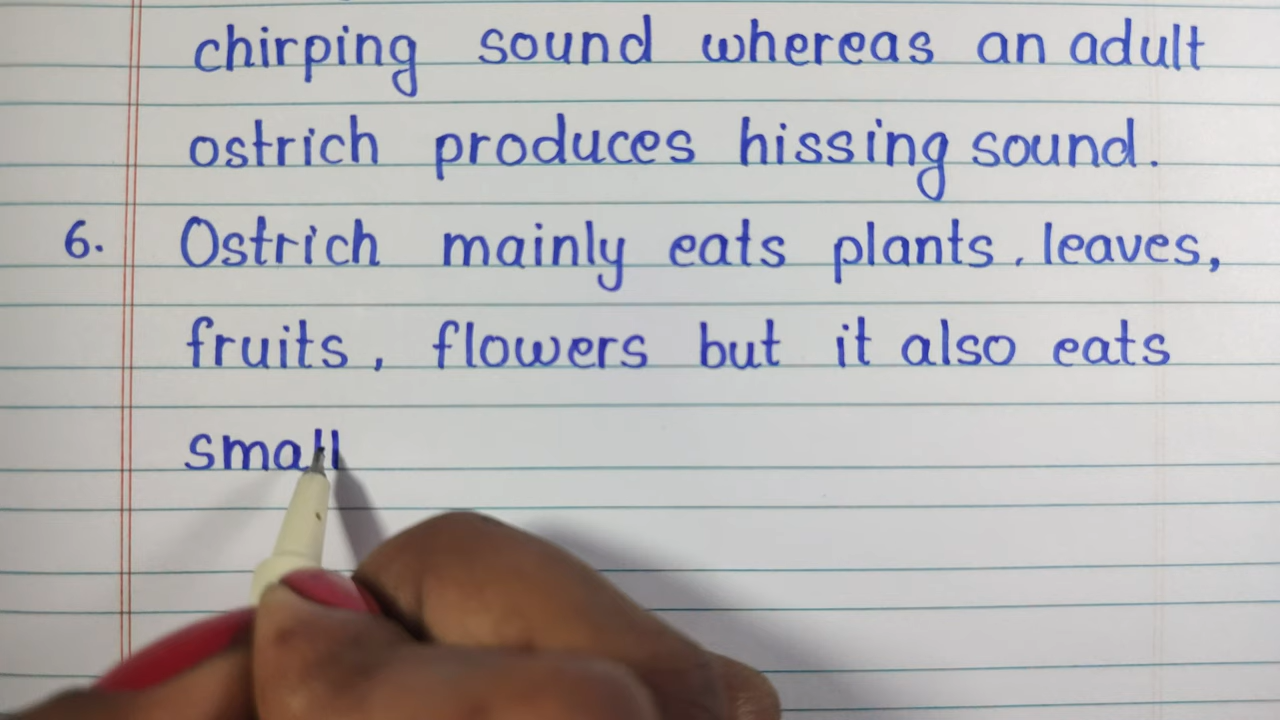 chirping sound whereas an adult
ostrich produces hissing sound.
6. Ostrich mainly eats plants, leaves,
fruits, flowers but it also eats
small